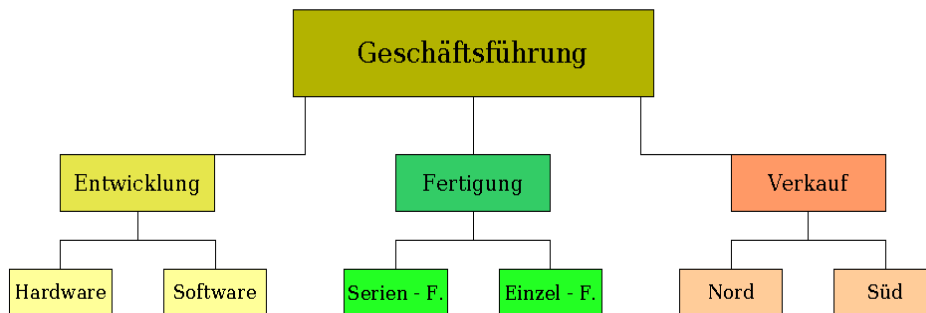 Geschäftsführung
Entwicklung
Fertigung
Verkauf
Hardware
Software
Serien - F.
Einzel - F.
Nord
Süd